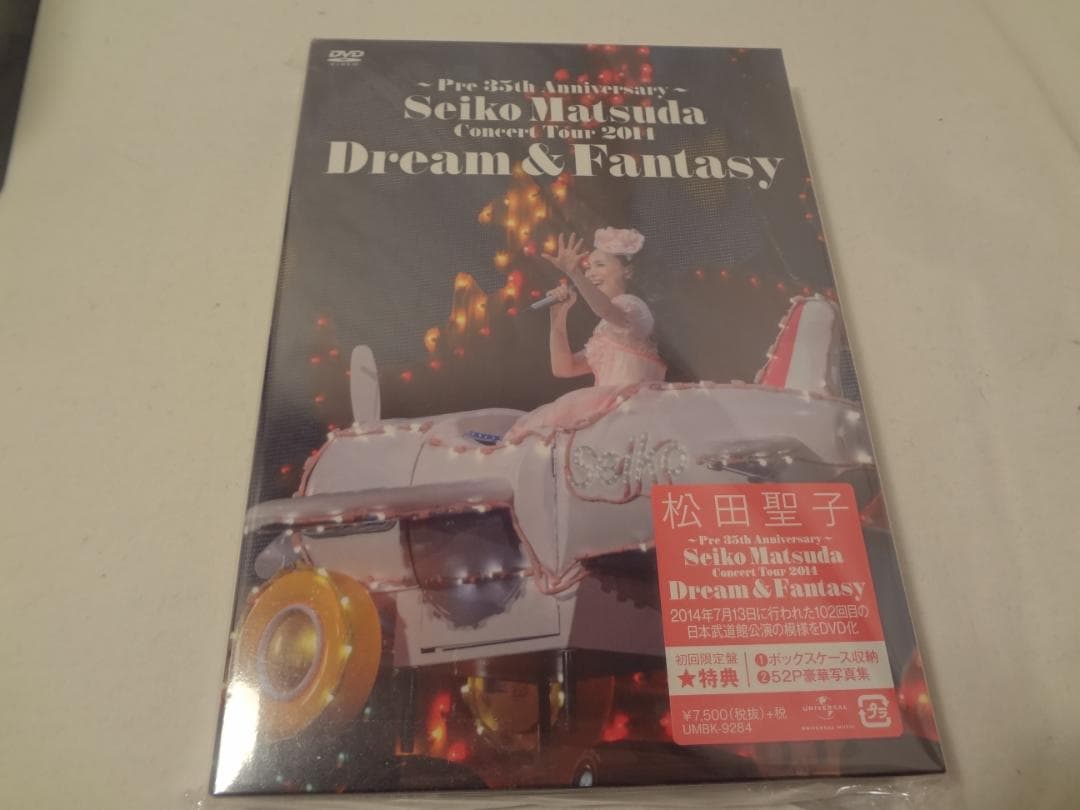 DVD
VIDEO
~Pre 35th Anniversary~
Seiko Matsuda
Concert Tour 2014
Dream & Fantasy
seiko
松田聖子
~Pre 35th Anniversary~
Seiko Matsuda
Concert Tour 2014
Dream & Fantasy
2014年7月13日に行われた102回目の
日本武道館公演の模様をDVD化
初回限定盤
★特典
❶ボックスケース収納
❷52P豪華写真集
¥7,500(税抜)+税
UMBK-9284
UNIVERSAL
UNIVERSAL MUSIC
プラ